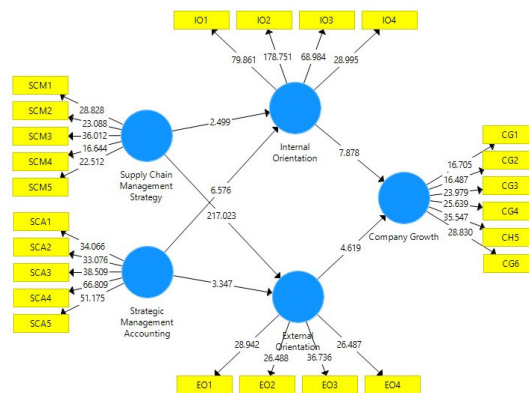 IO1
IO2
IO3
IO4
79.861
178.751
68.984
28.995
SCM1
SCM2
SCM3
SCM4
SCM5
28.828
23.088
36.012
16.644
22.512
Supply Chain
Management
Strategy
2.499
Internal
Orientation
7.878
6.576
217.023
CG1
CG2
CG3
CG4
CH5
CG6
16.705
16.487
23.979
25.639
35.547
28.830
Company Growth
4.619
SCA1
SCA2
SCA3
SCA4
SCA5
34.066
33.076
38.509
66.809
51.175
Strategic
Management
Accounting
3.347
External
Orientation
28.942
26.488
36.736
26.487
EO1
EO2
EO3
EO4